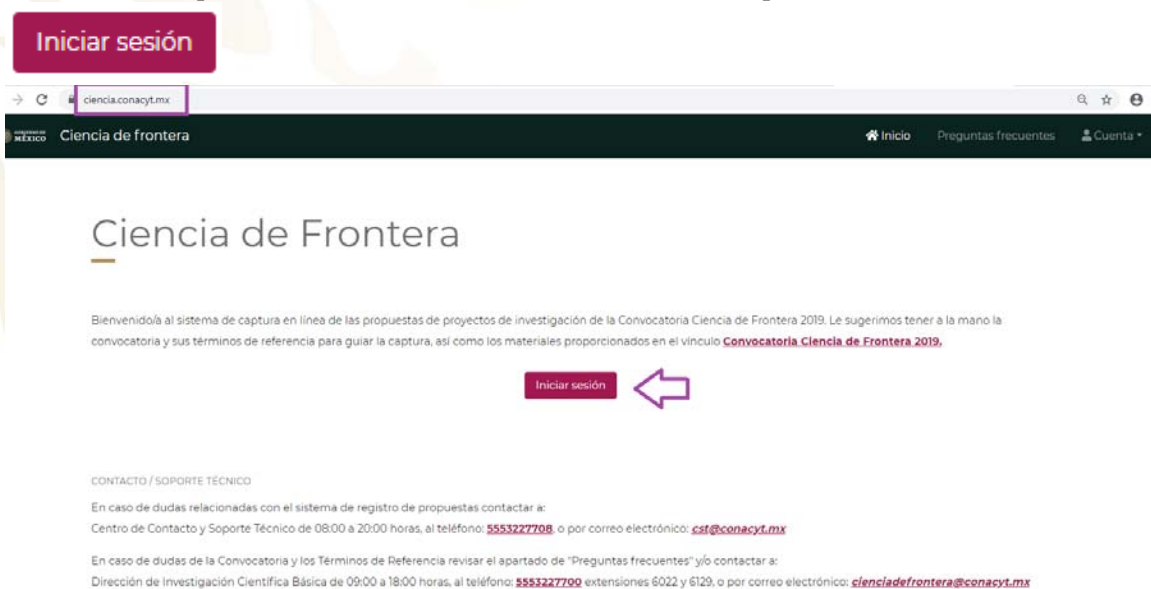 Iniciar sesión
ciencia.conacyt.mx
GOBIERNO DE
MÉXICO
Ciencia de frontera
Inicio
Preguntas frecuentes
Cuenta
Ciencia de Frontera
Bienvenido/a al sistema de captura en línea de las propuestas de proyectos de investigación de la Convocatoria Ciencia de Frontera 2019. Le sugerimos tener a la mano la
convocatoria y sus términos de referencia para guiar la captura, así como los materiales proporcionados en el vínculo Convocatoria Ciencia de Frontera 2019.
Iniciar sesión
CONTACTO / SOPORTE TÉCNICO
En caso de dudas relacionadas con el sistema de registro de propuestas contactar a:
Centro de Contacto y Soporte Técnico de 08:00 a 20:00 horas, al teléfono: 5553227708, o por correo electrónico: cst@conacyt.mx
En caso de dudas de la Convocatoria y los Términos de Referencia revisar el apartado de "Preguntas frecuentes" y/o contactar a:
Dirección de Investigación Científica Básica de 09:00 a 18:00 horas, al teléfono: 5553227700 extensiones 6022 y 6129, o por correo electrónico: cienciadefrontera@conacyt.mx